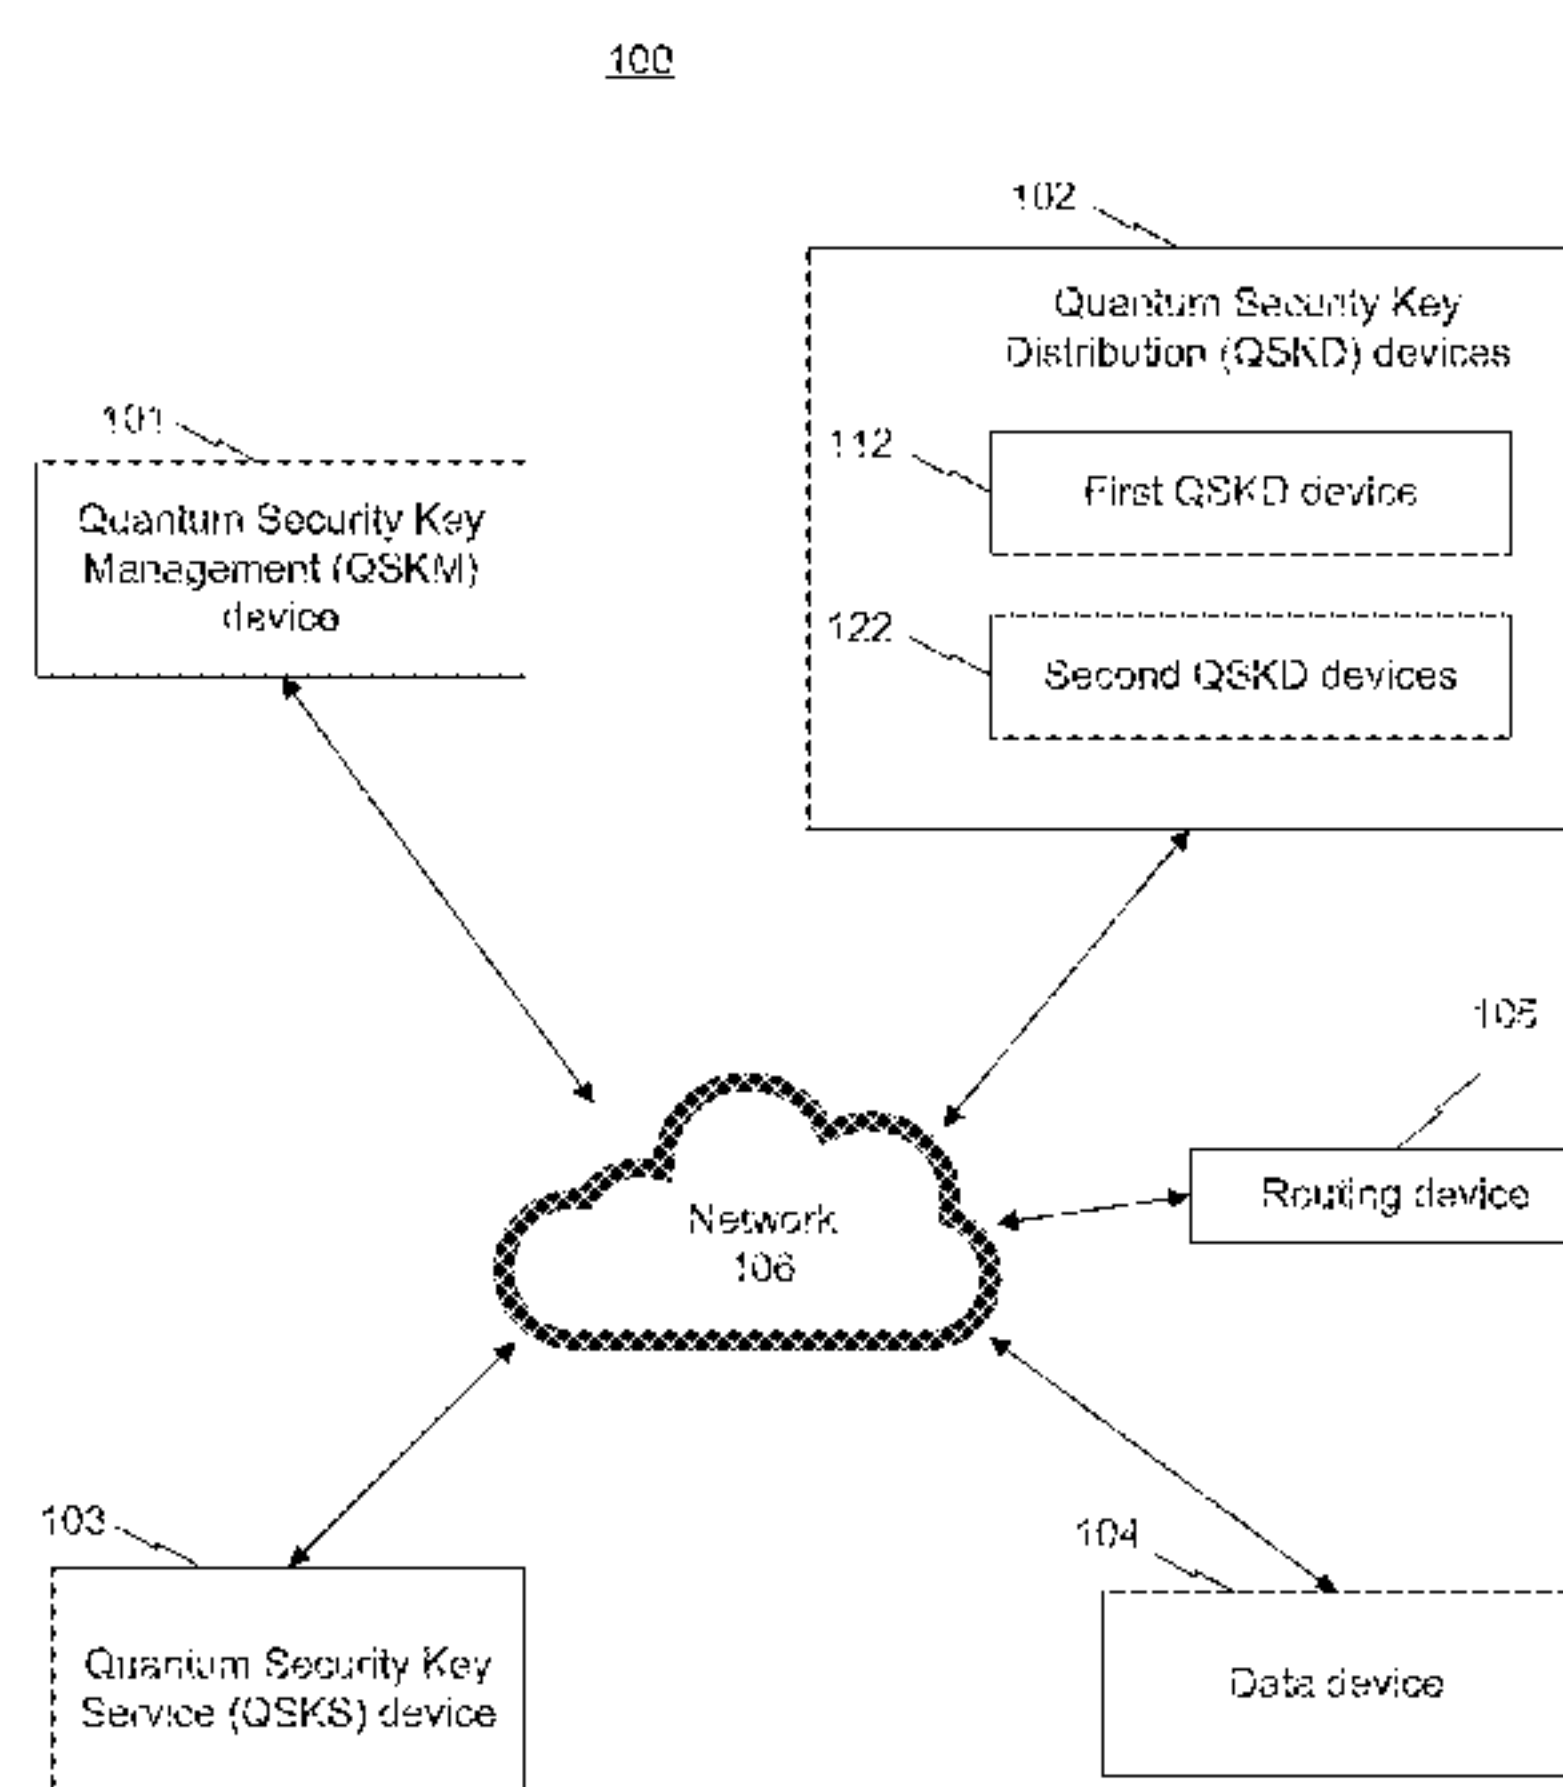 100
102
Quantum Security Key
Distribution (QSKD) devices
101
112
First QSKD device
Quantum Security Key
Management (QSKM)
device
122
Second QSKD devices
105
Routing device
Network
106
103
104
Quantum Security Key
Service (QSKS) device
Data device